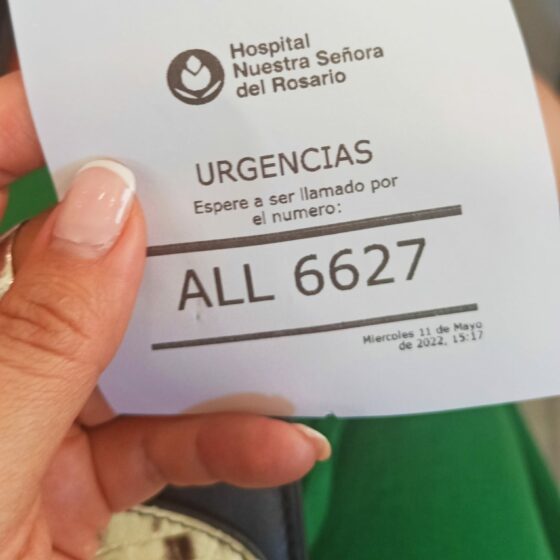 Hospital
Nuestra Señora
del Rosario
URGENCIAS
Espere a ser llamado por
el numero:
ALL 6627
Miercoles 11 de Mayo
de 2022, 15:17